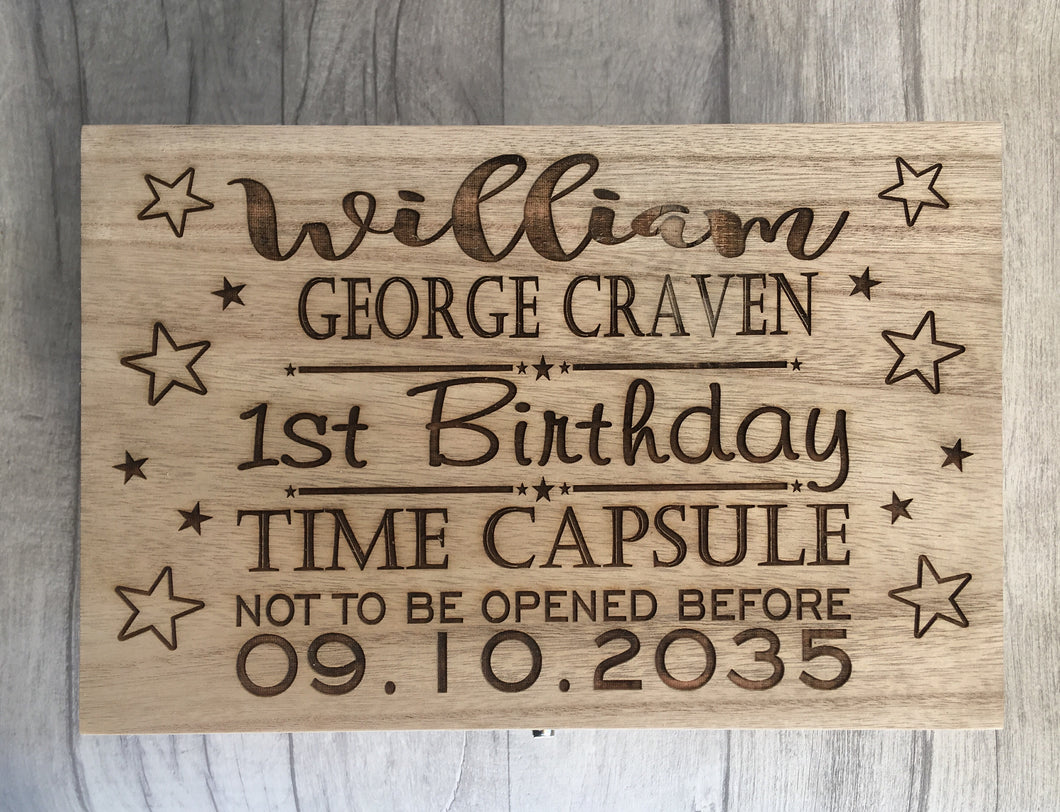 William
GEORGE CRAVEN
1st Birthday
TIME CAPSULE
NOT TO BE OPENED BEFORE
09.10.2035